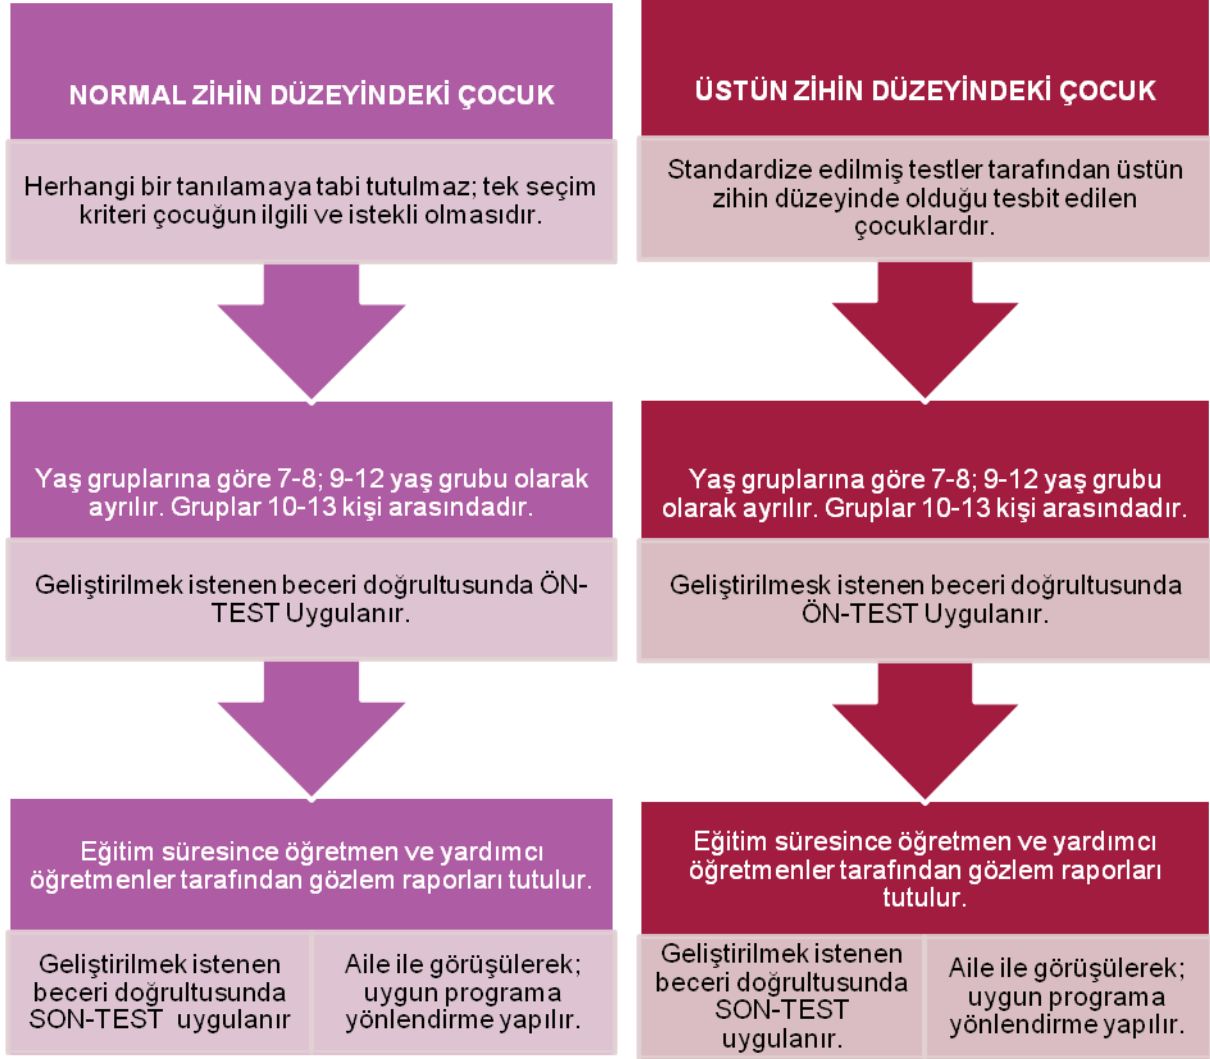 NORMAL ZİHİN DÜZEYİNDEKİ ÇOCUK
Herhangi bir tanılamaya tabi tutulmaz; tek seçim
kriteri çocuğun ilgili ve istekli olmasıdır.
Yaş gruplarına göre 7-8; 9-12 yaş grubu olarak
ayrılır. Gruplar 10-13 kişi arasındadır.
Geliştirilmek istenen beceri doğrultusunda ÖN-
TEST Uygulanır.
Eğitim süresince öğretmen ve yardımcı
öğretmenler tarafından gözlem raporları tutulur.
Geliştirilmek istenen
beceri doğrultusunda
SON-TEST uygulanır
Aile ile görüşülerek;
uygun programa
yönlendirme yapılır.
ÜSTÜN ZİHİN DÜZEYİNDEKİ ÇOCUK
Standardize edilmiş testler tarafından üstün
zihin düzeyinde olduğu tesbit edilen
çocuklardır.
Yaş gruplarına göre 7-8; 9-12 yaş grubu
olarak ayrılır. Gruplar 10-13 kişi arasındadır.
Geliştirilmesk istenen beceri doğrultusunda
ÖN-TEST Uygulanır.
Eğitim süresince öğretmen ve yardımcı
öğretmenler tarafından gözlem raporları
tutulur.
Geliştirilmek istenen
beceri doğrultusunda
SON-TEST
uygulanır.
Aile ile görüşülerek;
uygun programa
yönlendirme yapılır.